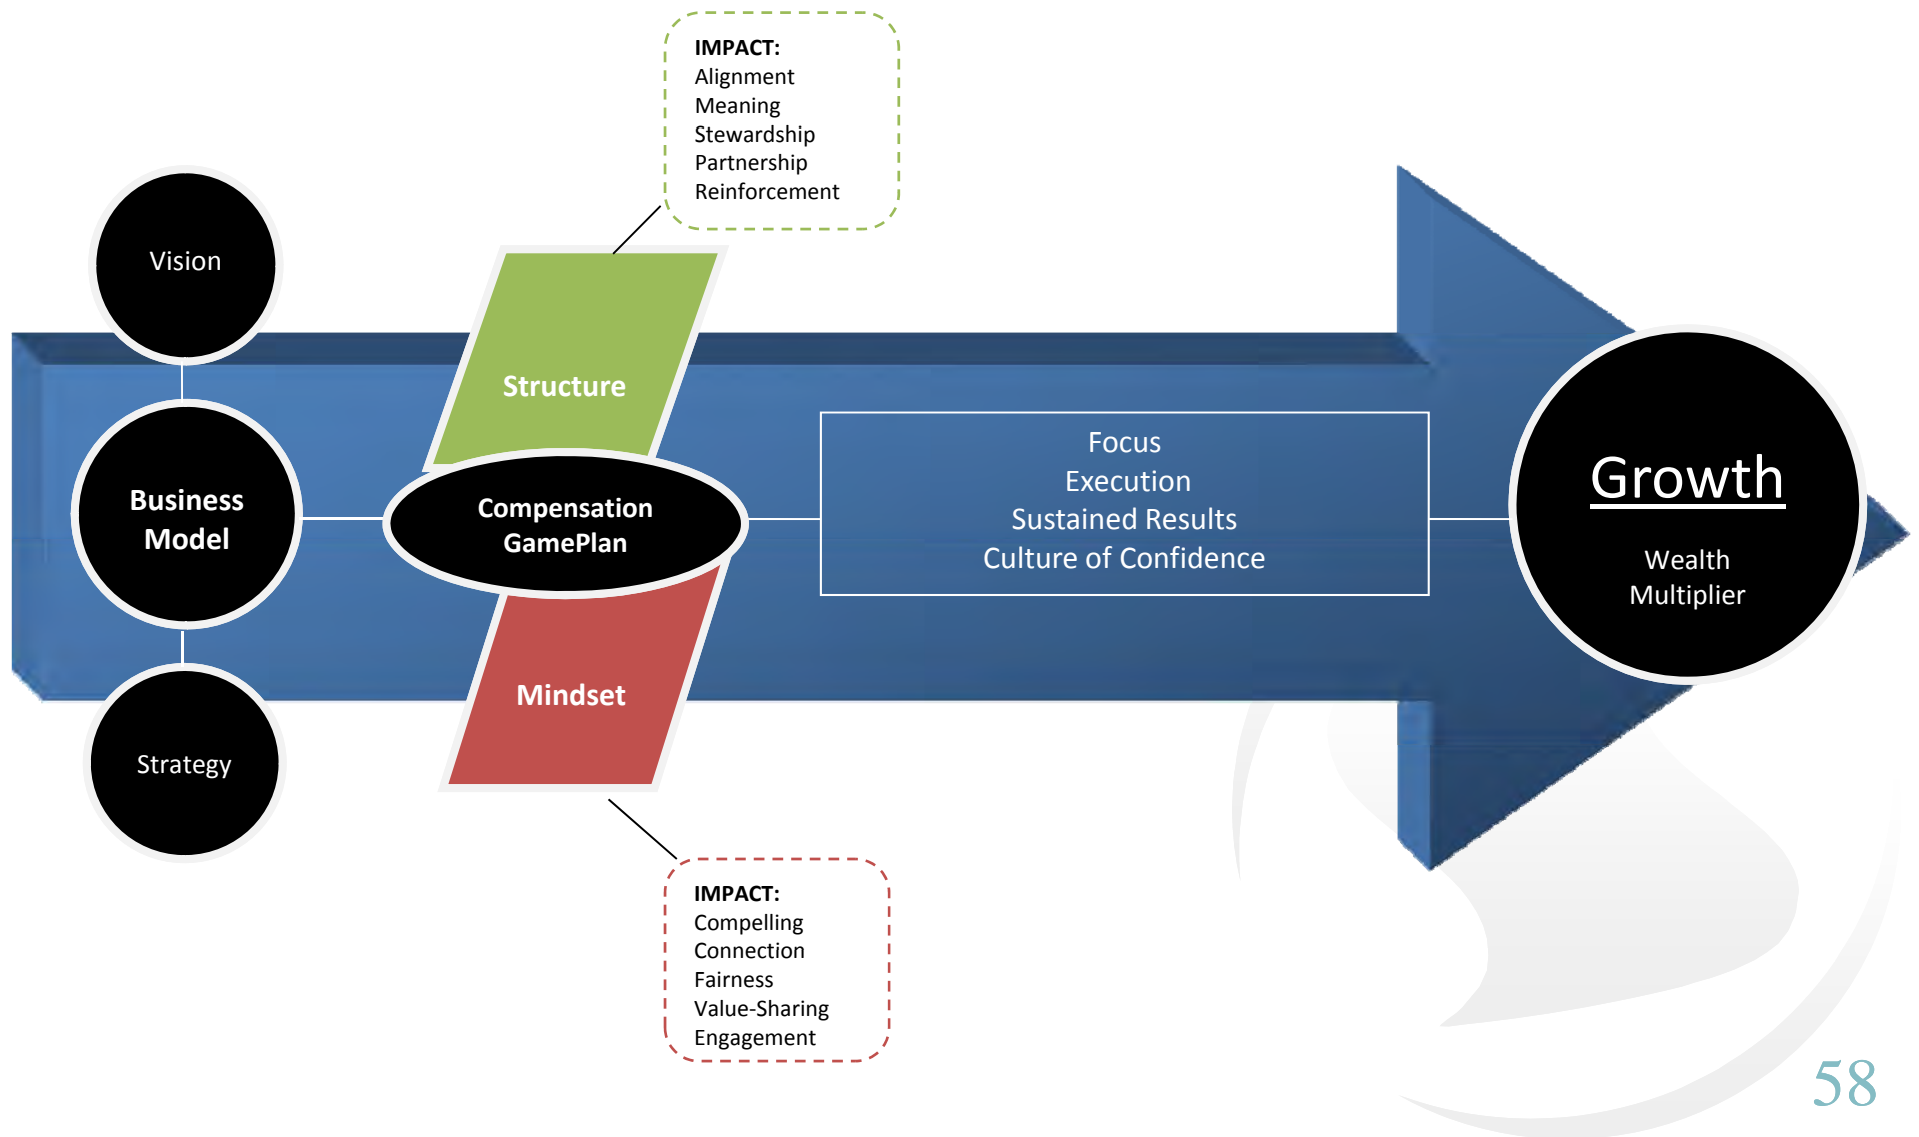 IMPACT:
Alignment
Meaning
Stewardship
Partnership
Reinforcement
Vision
Structure
Business
Model
Compensation
GamePlan
Focus
Execution
Sustained Results
Culture of Confidence
Growth
Wealth
Multiplier
Mindset
Strategy
IMPACT:
Compelling
Connection
Fairness
Value-Sharing
Engagement
58